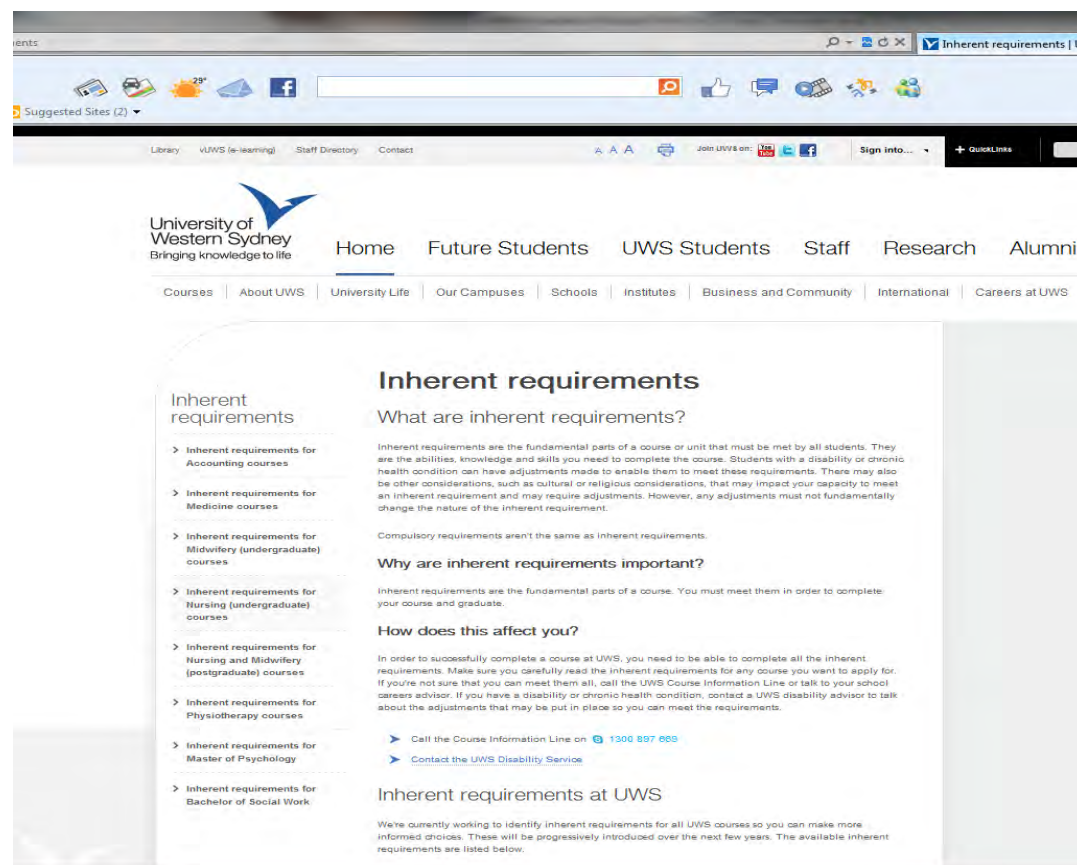 ents
Inherent requirements | U
29°
Suggested Sites (2)
Library vUWS (e-learning) Staff Directory Contact A A A Join UWS on: You Tube Sign into... + QuickLinks
University of
Western Sydney
Bringing knowledge to life
Home Future Students UWS Students Staff Research Alumni
Courses About UWS University Life Our Campuses Schools Institutes Business and Community International Careers at UWS
Inherent
requirements
Inherent requirements for
Accounting courses
Inherent requirements for
Medicine courses
Inherent requirements for
Midwifery (undergraduate)
courses
Inherent requirements for
Nursing (undergraduate)
courses
Inherent requirements for
Nursing and Midwifery
(postgraduate) courses
Inherent requirements for
Physiotherapy courses
Inherent requirements for
Master of Psychology
Inherent requirements for
Bachelor of Social Work
Inherent requirements
What are inherent requirements?
Inherent requirements are the fundamental parts of a course or unit that must be met by all students. They
are the abilities, knowledge and skills you need to complete the course. Students with a disability or chronic
health condition can have adjustments made to enable them to meet these requirements. There may also
be other considerations, such as cultural or religious considerations, that may impact your capacity to meet
an inherent requirement and may require adjustments. However, any adjustments must not fundamentally
change the nature of the inherent requirement.
Compulsory requirements aren't the same as inherent requirements.
Why are inherent requirements important?
Inherent requirements are the fundamental parts of a course. You must meet them in order to complete
your course and graduate.
How does this affect you?
In order to successfully complete a course at UWS, you need to be able to complete all the inherent
requirements. Make sure you carefully read the inherent requirements for any course you want to apply for.
If you're not sure that you can meet them all, call the UWS Course Information Line or talk to your school
careers advisor. If you have a disability or chronic health condition, contact a UWS disability advisor to talk
about the adjustments that may be put in place so you can meet the requirements.
Call the Course Information Line on 1300 897 669
Contact the UWS Disability Service
Inherent requirements at UWS
We're currently working to identify inherent requirements for all UWS courses so you can make more
informed choices. These will be progressively introduced over the next few years. The available inherent
requirements are listed below.